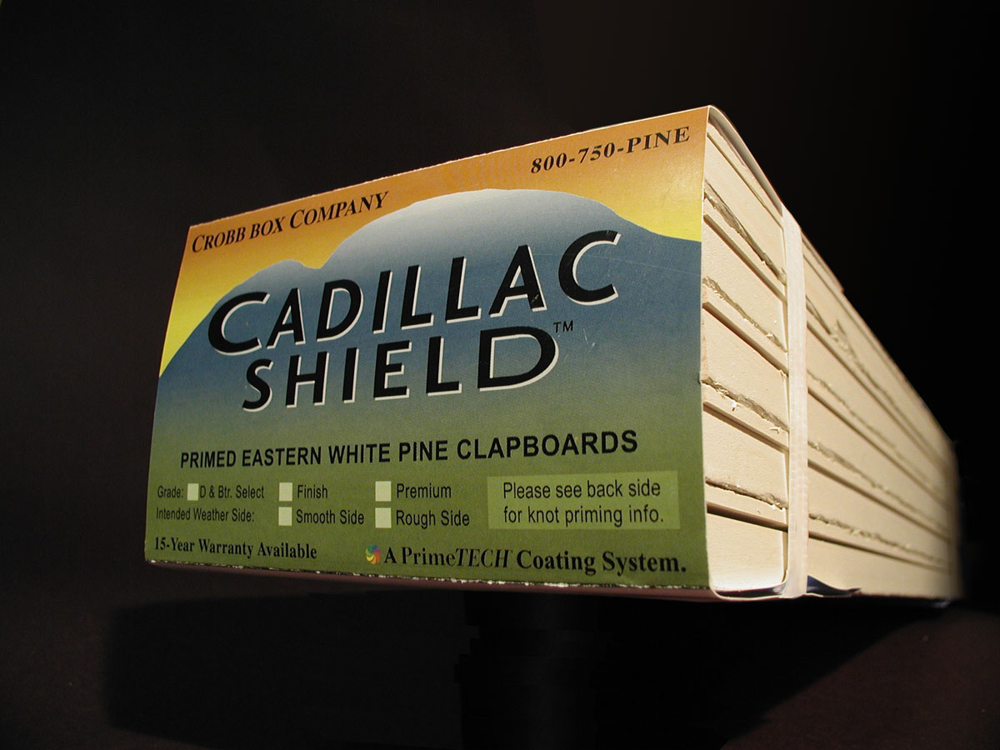 CROBB BOX COMPANY
800-750-PINE
CADILLAC
SHIELD™
PRIMED EASTERN WHITE PINE CLAPBOARDS
Grade: D & Btr. Select Finish Premium
Intended Weather Side: Smooth Side Rough Side
Please see back side
for knot priming info.
15-Year Warranty Available
A PrimeTECH Coating System.